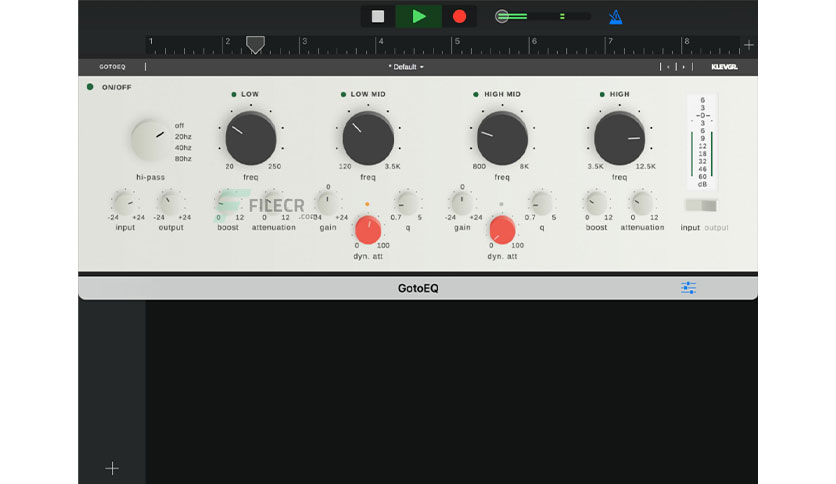 1 2 3 4 5 6 7 8
GOTOEQ * Default KLEVGR.
ON/OFF
LOW LOW MID HIGH MID HIGH
off
20hz
40hz
80hz
hi-pass
20 250
freq
120 3.5K
freq
800 8K
freq
3.5K 12.5K
freq
6
3
0
3
6
9
12
18
32
46
60
dB
-24 +24
input
-24 +24
output
0 12
boost
0 12
attenuation
0
-24 +24
gain
0 100
dyn. att
0.7 5
q
0
-24 +24
gain
0 100
dyn. att
0.7 5
q
0 12
boost
0 12
attenuation
input output
FILECR
.com
GotoEQ